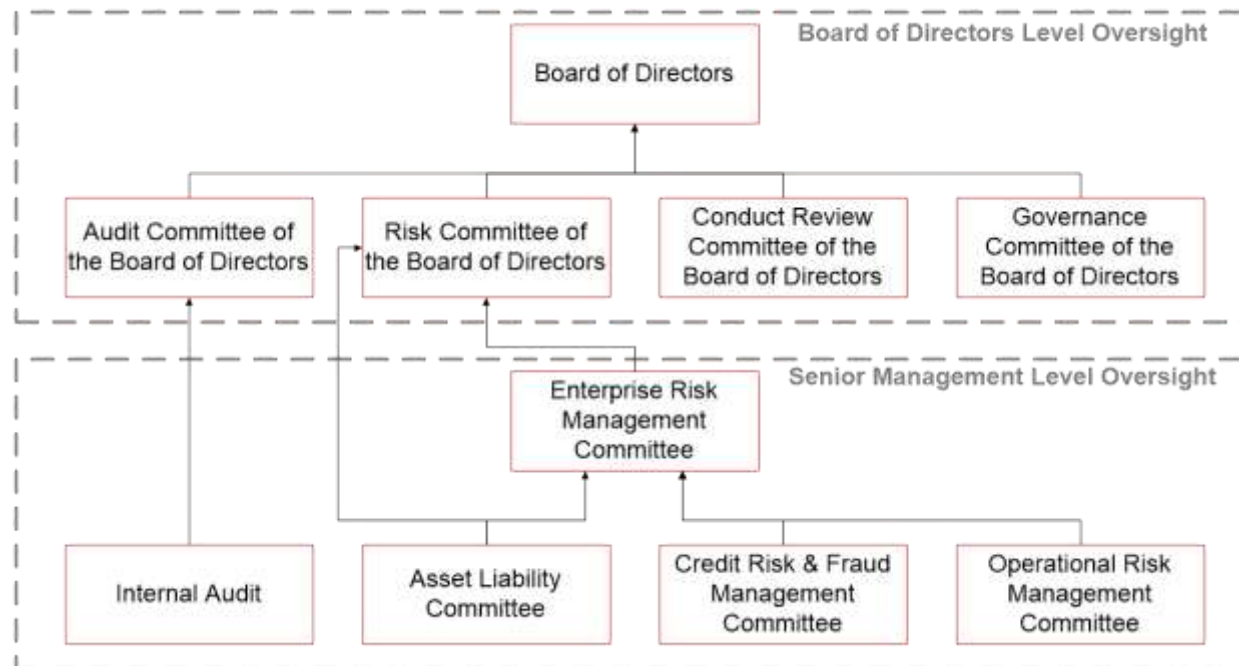 Board of Directors Level Oversight
Board of Directors
Audit Committee of
the Board of Directors
Risk Committee of
the Board of Directors
Conduct Review
Committee of the
Board of Directors
Governance
Committee of the
Board of Directors
Senior Management Level Oversight
Enterprise Risk
Management
Committee
Internal Audit
Asset Liability
Committee
Credit Risk & Fraud
Management
Committee
Operational Risk
Management
Committee